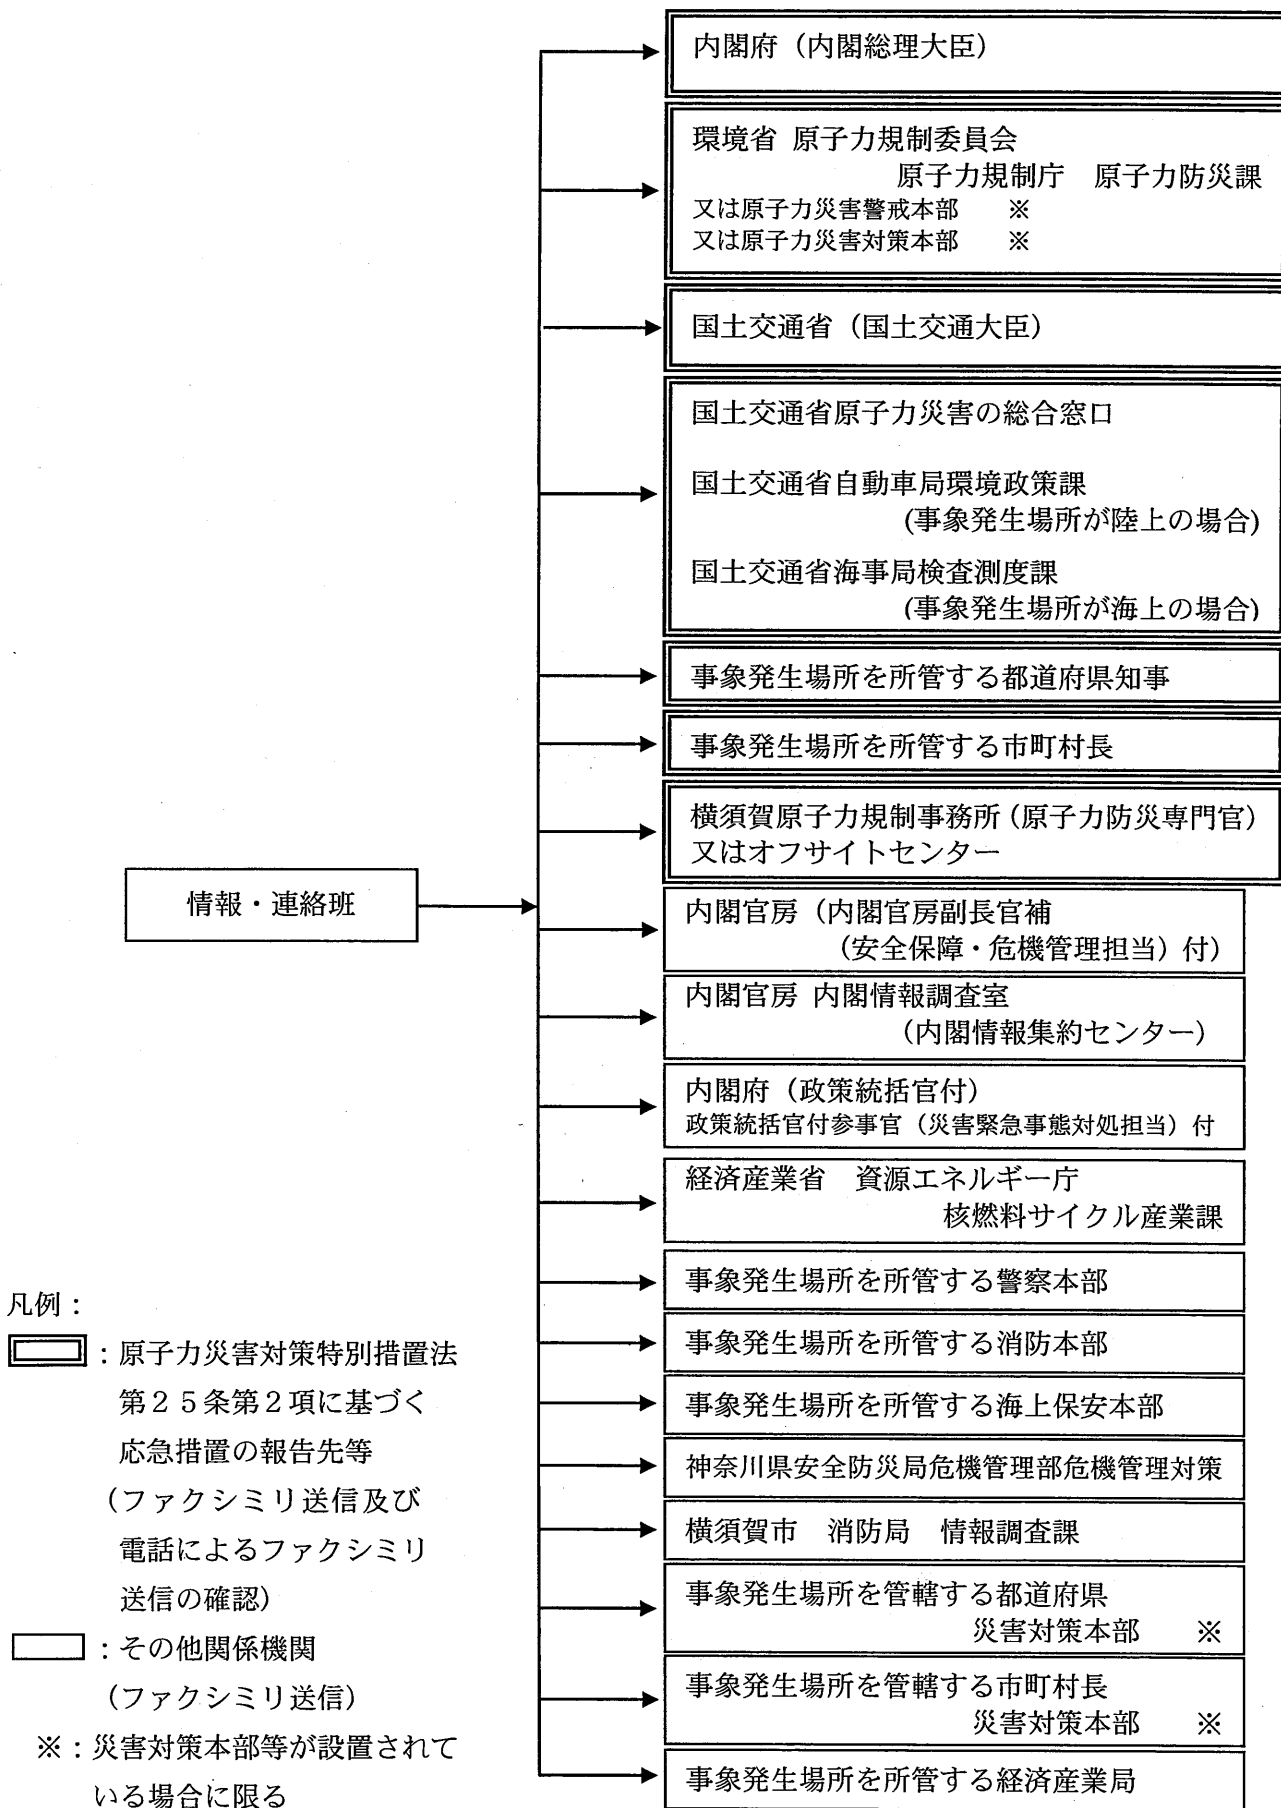 内閣府（内閣総理大臣）
環境省 原子力規制委員会
原子力規制庁　原子力防災課
又は原子力災害警戒本部　　※
又は原子力災害対策本部　　※
国土交通省（国土交通大臣）
国土交通省原子力災害の総合窓口
国土交通省自動車局環境政策課
(事象発生場所が陸上の場合)
国土交通省海事局検査測度課
(事象発生場所が海上の場合)
事象発生場所を所管する都道府県知事
事象発生場所を所管する市町村長
横須賀原子力規制事務所（原子力防災専門官）
又はオフサイトセンター
情報・連絡班
内閣官房（内閣官房副長官補
（安全保障・危機管理担当）付）
内閣官房 内閣情報調査室
（内閣情報集約センター）
内閣府（政策統括官付）
政策統括官付参事官（災害緊急事態対処担当）付
経済産業省　資源エネルギー庁
核燃料サイクル産業課
事象発生場所を所管する警察本部
事象発生場所を所管する消防本部
事象発生場所を所管する海上保安本部
神奈川県安全防災局危機管理部危機管理対策
横須賀市　消防局　情報調査課
事象発生場所を管轄する都道府県
災害対策本部　　※
事象発生場所を管轄する市町村長
災害対策本部　　※
事象発生場所を所管する経済産業局
凡例：
：原子力災害対策特別措置法
第２５条第２項に基づく
応急措置の報告先等
（ファクシミリ送信及び
電話によるファクシミリ
送信の確認）
：その他関係機関
（ファクシミリ送信）
※：災害対策本部等が設置されて
いる場合に限る